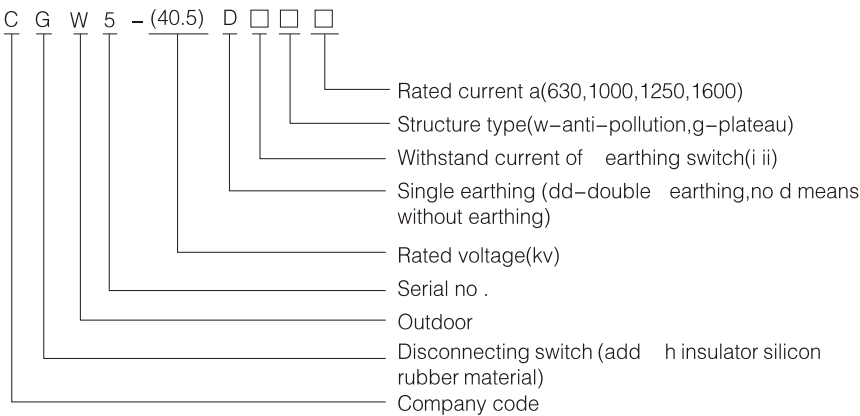 C G W 5 - (40.5) D □ □ □
Rated current a(630,1000,1250,1600)
Structure type(w-anti-pollution,g-plateau)
Withstand current of earthing switch(i ii)
Single earthing (dd-double earthing,no d means
without earthing)
Rated voltage(kv)
Serial no .
Outdoor
Disconnecting switch (add h insulator silicon
rubber material)
Company code